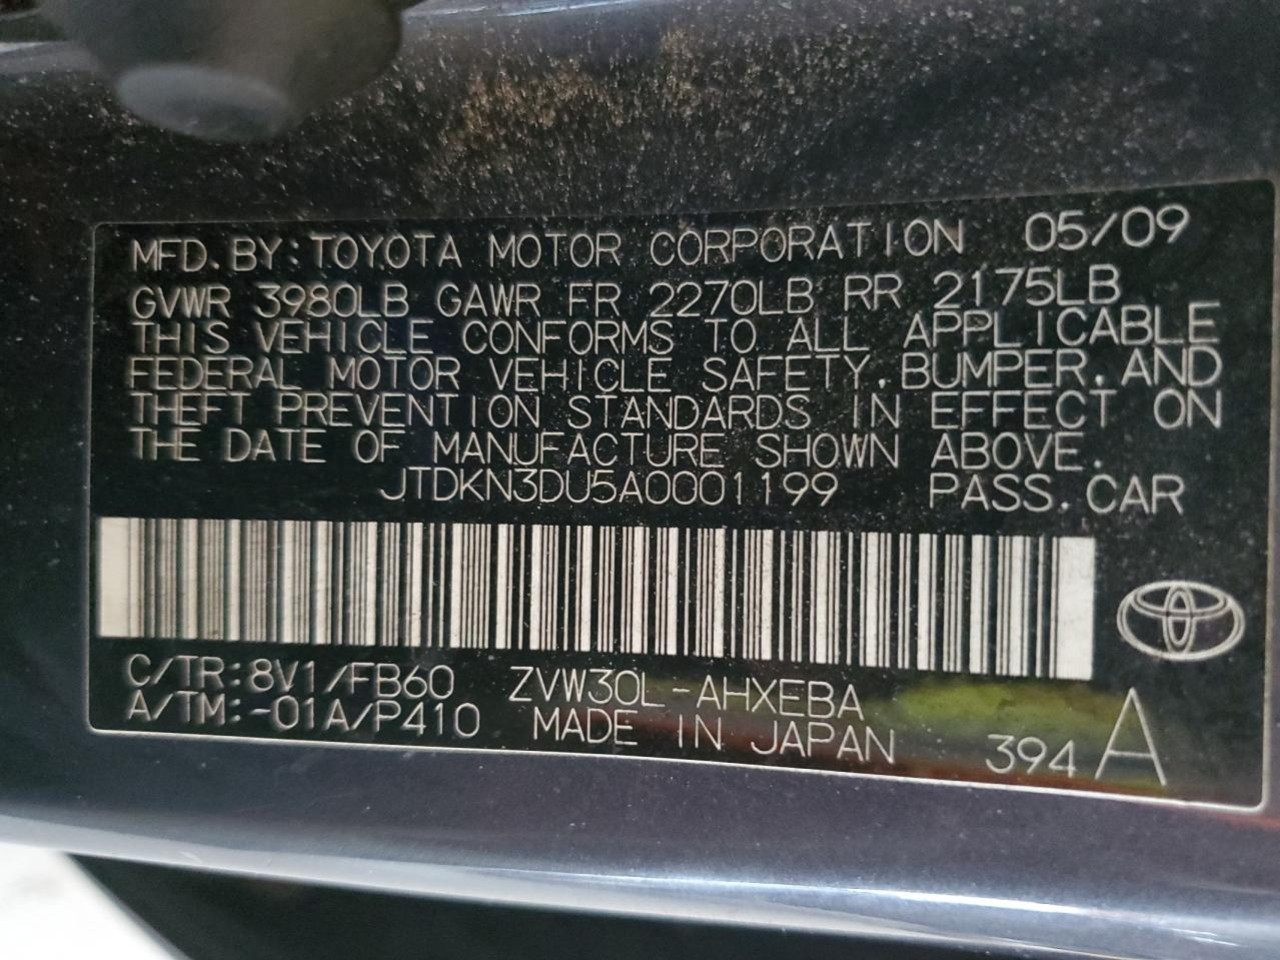 MFD. BY: TOYOTA MOTOR CORPORATION 05/09
GVWR 3980LB GAWR FR 2270LB RR 2175LB
THIS VEHICLE CONFORMS TO ALL APPLICABLE
FEDERAL MOTOR VEHICLE SAFETY, BUMPER, AND
THEFT PREVENTION STANDARDS IN EFFECT ON
THE DATE OF MANUFACTURE SHOWN ABOVE.
JTDKN3DU5A0001199 PASS. CAR
C/TR: 8V1/FB60 ZVW30L-AHXEBA
A/TM: -01A/P410 MADE IN JAPAN 394 A